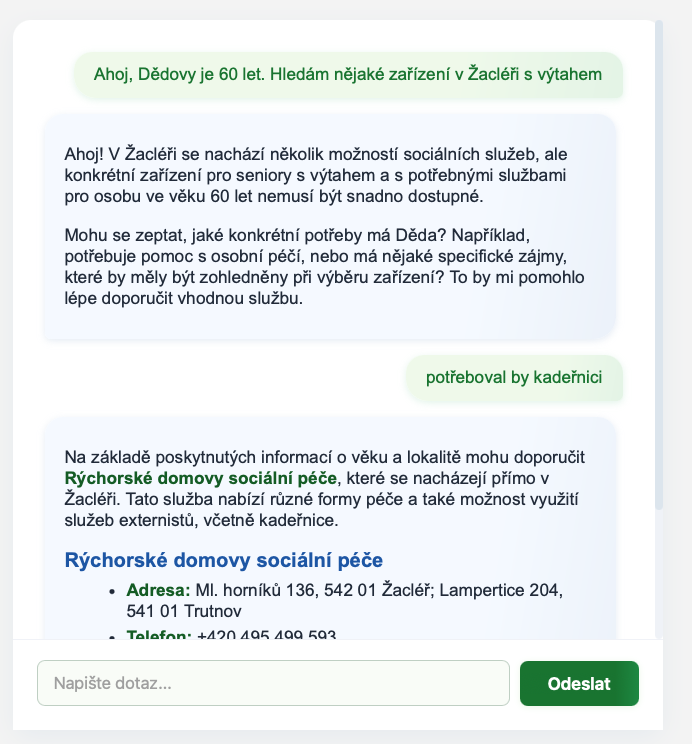 Ahoj, Dědovy je 60 let. Hledám nějaké zařízení v Žacléři s výtahem
Ahoj! V Žacléři se nachází několik možností sociálních služeb, ale
konkrétní zařízení pro seniory s výtahem a s potřebnými službami
pro osobu ve věku 60 let nemusí být snadno dostupné.
Mohu se zeptat, jaké konkrétní potřeby má Děda? Například,
potřebuje pomoc s osobní péčí, nebo má nějaké specifické zájmy,
které by měly být zohledněny při výběru zařízení? To by mi pomohlo
lépe doporučit vhodnou službu.
potřeboval by kadeřnici
Na základě poskytnutých informací o věku a lokalitě mohu doporučit
Rýchorské domovy sociální péče, které se nacházejí přímo v
Žacléři. Tato služba nabízí různé formy péče a také možnost využití
služeb externistů, včetně kadeřnice.
Rýchorské domovy sociální péče
• Adresa: Ml. horníků 136, 542 01 Žacléř; Lampertice 204,
541 01 Trutnov
• Telefon: +420 495 499 593
Napište dotaz...
Odeslat